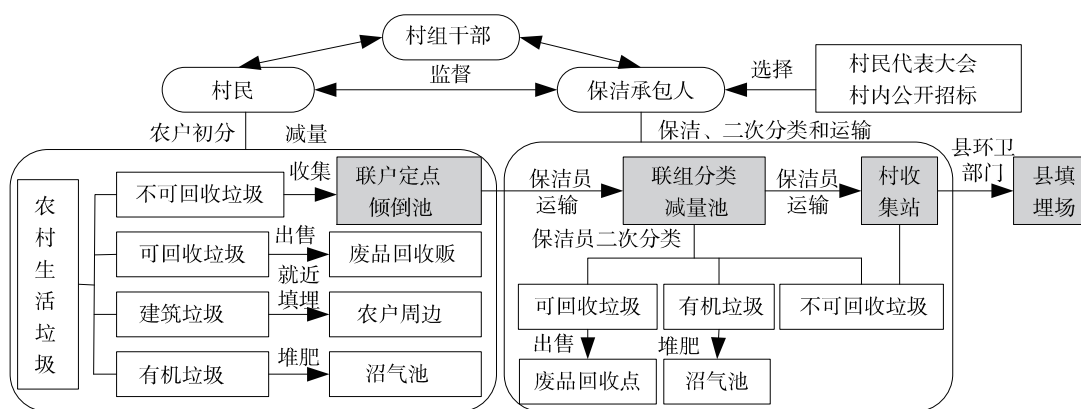 村组干部
监督
村民
保洁承包人
选择
村民代表大会
村内公开招标
农户初分
减量
保洁、二次分类和运输
农村生活垃圾
不可回收垃圾
收集
联户定点
倾倒池
保洁员
运输
联组分类
减量池
保洁员
运输
村收
集站
县环卫
部门
县填
埋场
可回收垃圾
出售
废品回收贩
建筑垃圾
就近
填埋
农户周边
有机垃圾
堆肥
沼气池
保洁员二次分类
可回收垃圾
有机垃圾
不可回收垃圾
出售
堆肥
废品回收点
沼气池